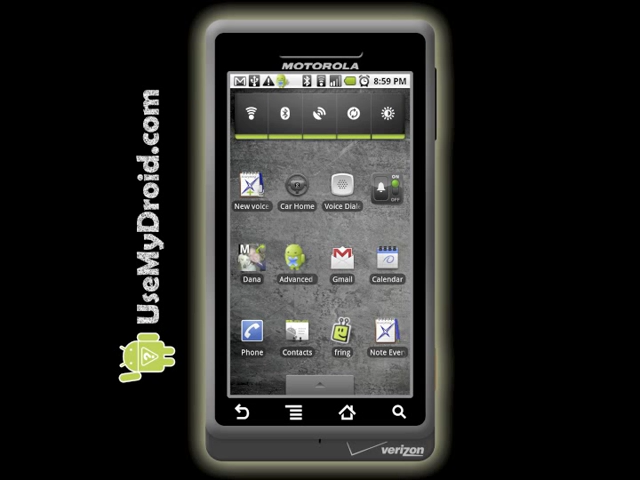 UseMyDroid.com
MOTOROLA
8:59 PM
New voice
Car Home
Voice Diale
ON
OFF
M
Dana
Advanced
Gmail
Calendar
Phone
Contacts
fring
Note Ever
verizon